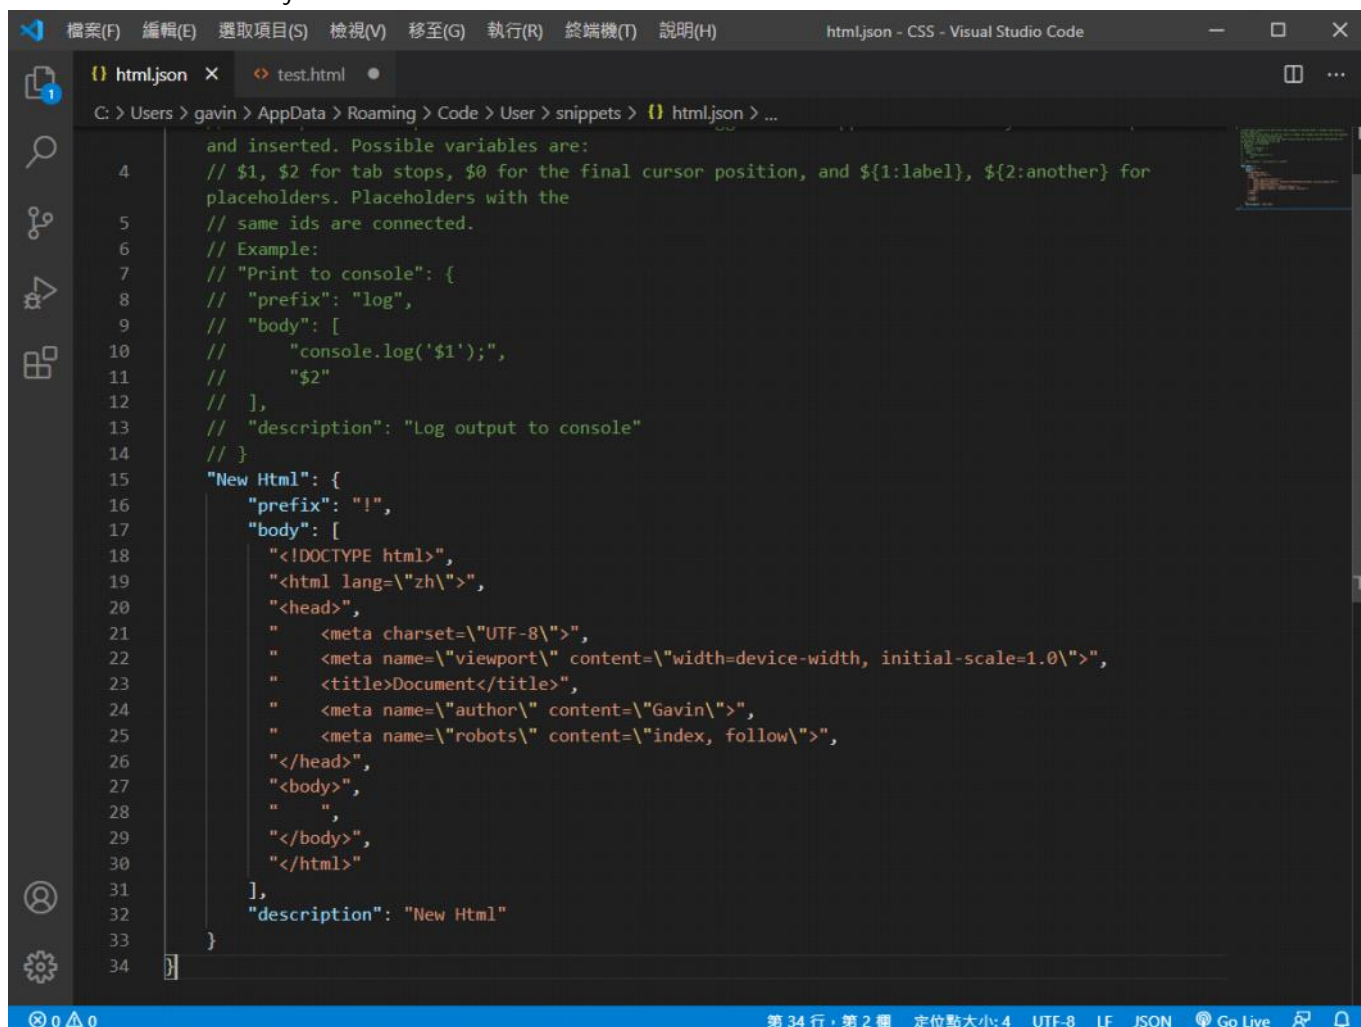 檔案(F) 編輯(E) 選取項目(S) 檢視(V) 移至(G) 執行(R) 終端機(T) 說明(H) html.json - CSS - Visual Studio Code
html.json test.html
C: > Users > gavin > AppData > Roaming > Code > User > snippets > {} html.json > ...
and inserted. Possible variables are:
4 // $1, $2 for tab stops, $0 for the final cursor position, and ${1:label}, ${2:another} for
placeholders. Placeholders with the
5 // same ids are connected.
6 // Example:
7 // "Print to console": {
8 // "prefix": "log",
9 // "body": [
10 // "console.log('$1');",
11 // "$2"
12 // ],
13 // "description": "Log output to console"
14 // }
15 "New Html": {
16 "prefix": "!",
17 "body": [
18 "<!DOCTYPE html>",
19 "<html lang=\"zh\">",
20 "<head>",
21 "    <meta charset=\"UTF-8\">",
22 "    <meta name=\"viewport\" content=\"width=device-width, initial-scale=1.0\">",
23 "    <title>Document</title>",
24 "    <meta name=\"author\" content=\"Gavin\">",
25 "    <meta name=\"robots\" content=\"index, follow\">",
26 "</head>",
27 "<body>",
28 "    ",
29 "</body>",
30 "</html>"
31 ],
32 "description": "New Html"
33 }
34 }
0 0 第 34 行，第 2 欄 定位點大小: 4 UTF-8 LF JSON Go Live